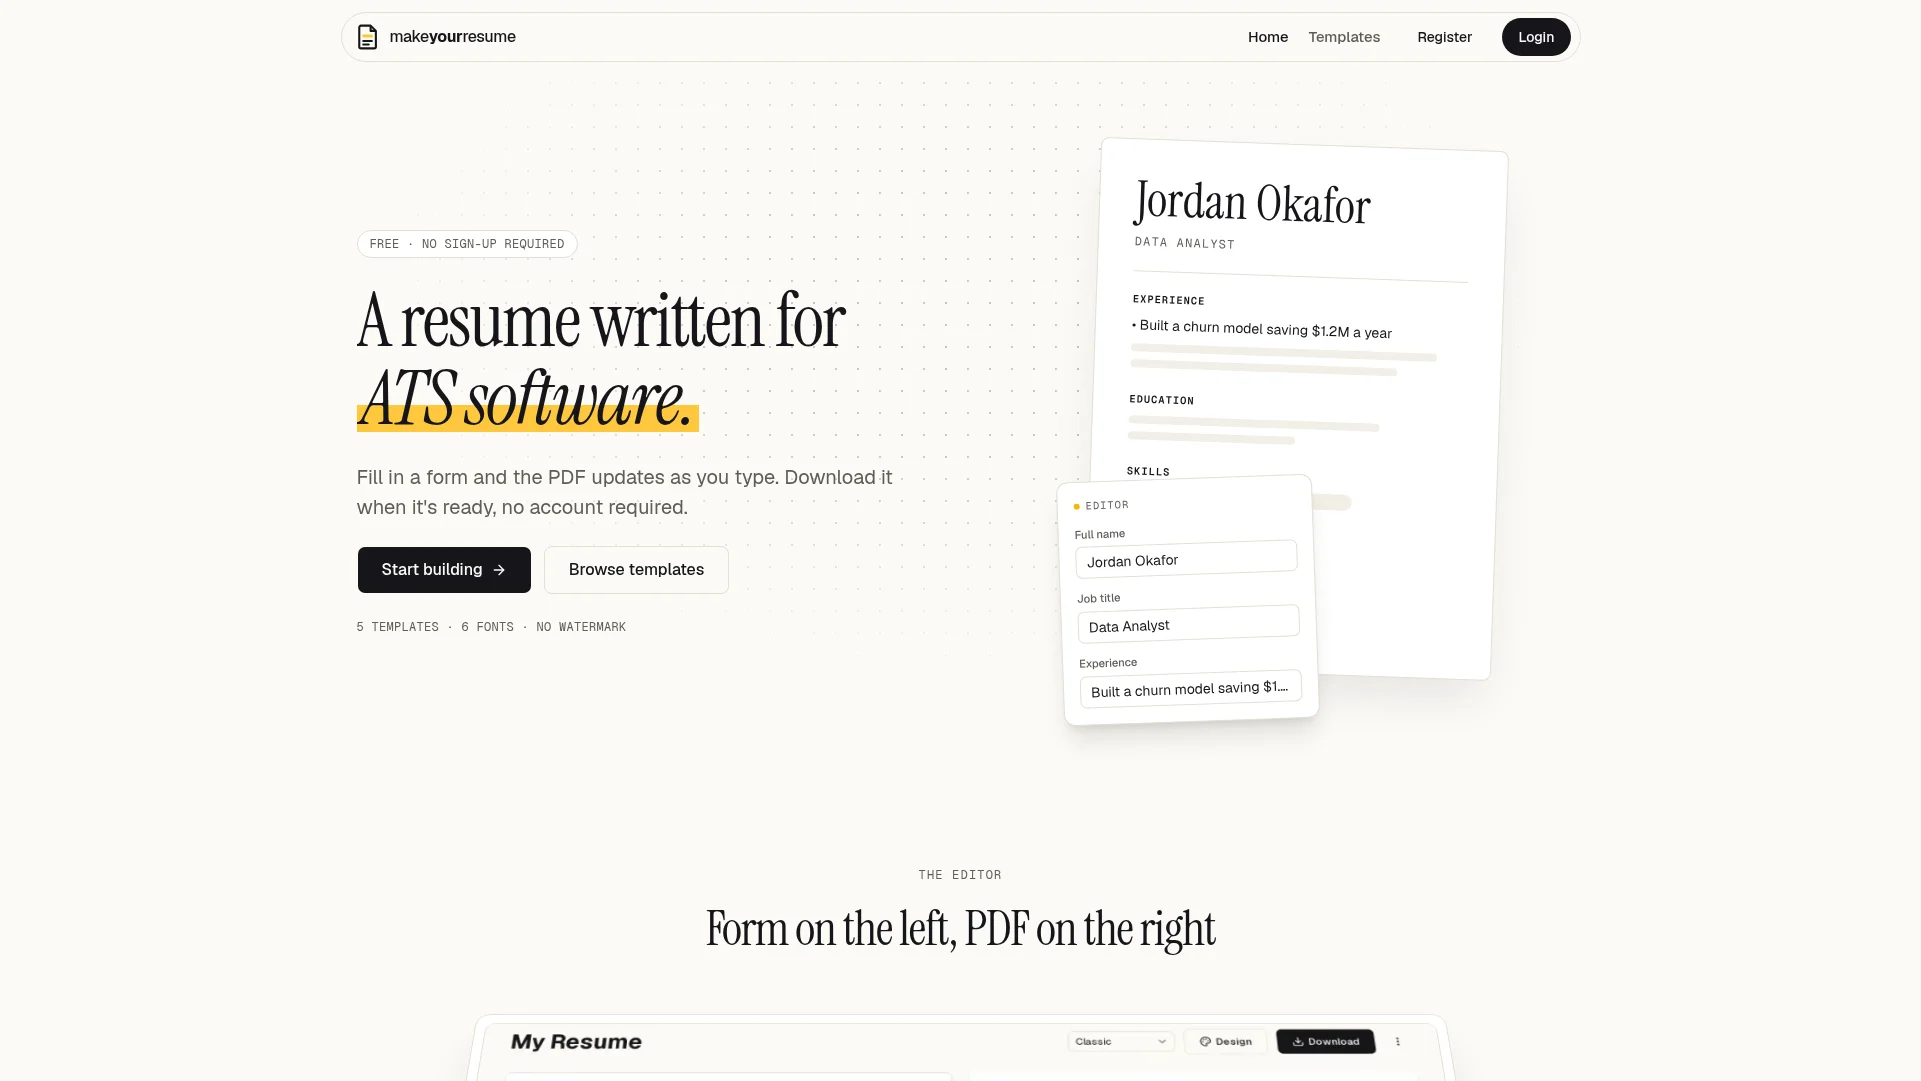 makeyourresume
Home
Templates
Register
Login
FREE · NO SIGN-UP REQUIRED
A resume written for
ATS software.
Fill in a form and the PDF updates as you type. Download it
when it's ready, no account required.
Start building →
Browse templates
5 TEMPLATES · 6 FONTS · NO WATERMARK
Jordan Okafor
DATA ANALYST
EXPERIENCE
• Built a churn model saving $1.2M a year
EDUCATION
SKILLS
EDITOR
Full name
Jordan Okafor
Job title
Data Analyst
Experience
Built a churn model saving $1....
THE EDITOR
Form on the left, PDF on the right
My Resume
Classic
Design
Download